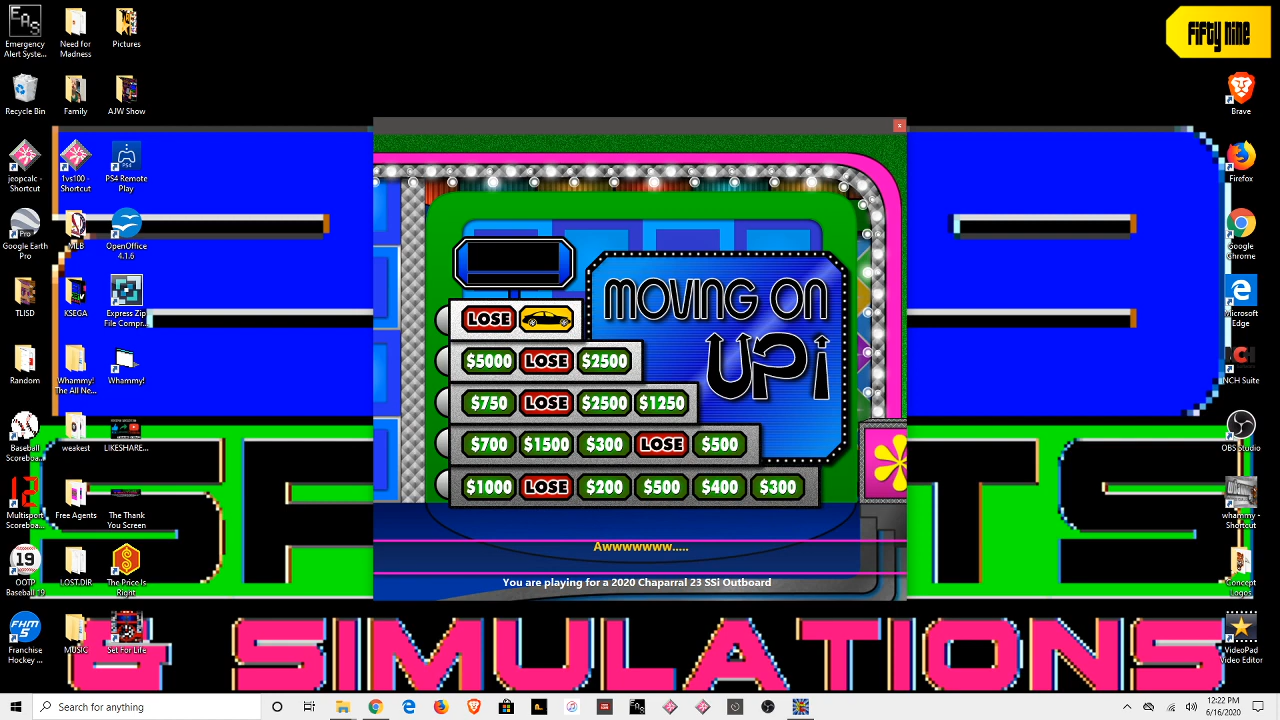 Emergency Alert Syste...
Need for Madness
Pictures
Recycle Bin
Family
AJW Show
jeopcalc - Shortcut
1vs100 - Shortcut
PS4 Remote Play
Google Earth Pro
MLB
OpenOffice 4.1.6
TLISD
KSEGA
Express Zip File Compr...
Random
Whammy! The All Ne...
Whammy!
Baseball Scoreboa...
weakest
LIKESHARE...
12
Multisport Scoreboa...
Free Agents
The Thank You Screen
19
OOTP Baseball 19
LOST.DIR
The Price Is Right
FHM 5
Franchise Hockey ...
MUSIC
Set For Life
FIFTY NINE
Brave
Firefox
Google Chrome
Microsoft Edge
NCH Suite
OBS Studio
whammy - Shortcut
Concept Logos
VideoPad Video Editor
MOVING ON UP!
LOSE
$5000 LOSE $2500
$750 LOSE $2500 $1250
$700 $1500 $300 LOSE $500
$1000 LOSE $200 $500 $400 $300
Awwwwwww.....
You are playing for a 2020 Chaparral 23 SSi Outboard
& SIMULATIONS
Search for anything
12:22 PM
6/16/2020